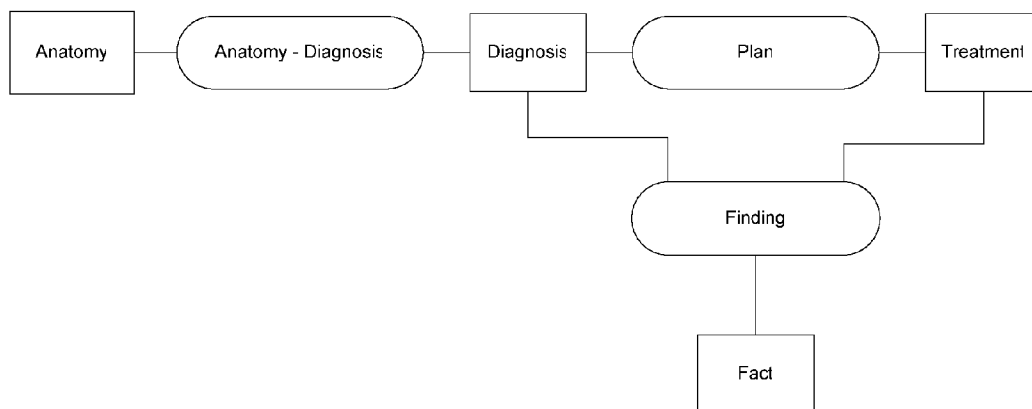 Anatomy
Anatomy - Diagnosis
Diagnosis
Plan
Treatment
Finding
Fact